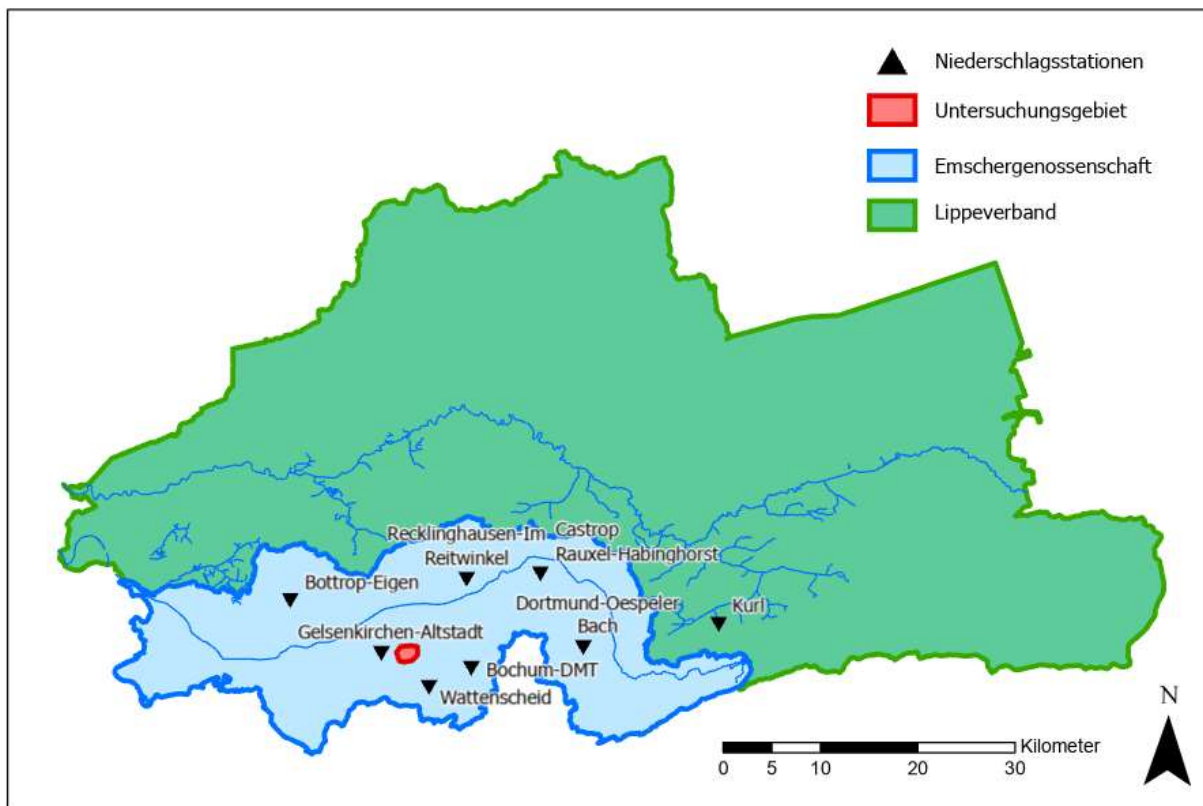 Niederschlagsstationen
Untersuchungsgebiet
Emschergenossenschaft
Lippeverband
Recklinghausen-Im
Reitwinkel
Castrop
Rauxel-Habinghorst
Bottrop-Eigen
Dortmund-Oespeler
Bach
Kurl
Gelsenkirchen-Altstadt
Bochum-DMT
Wattenscheid
N
Kilometer
0 5 10 20 30